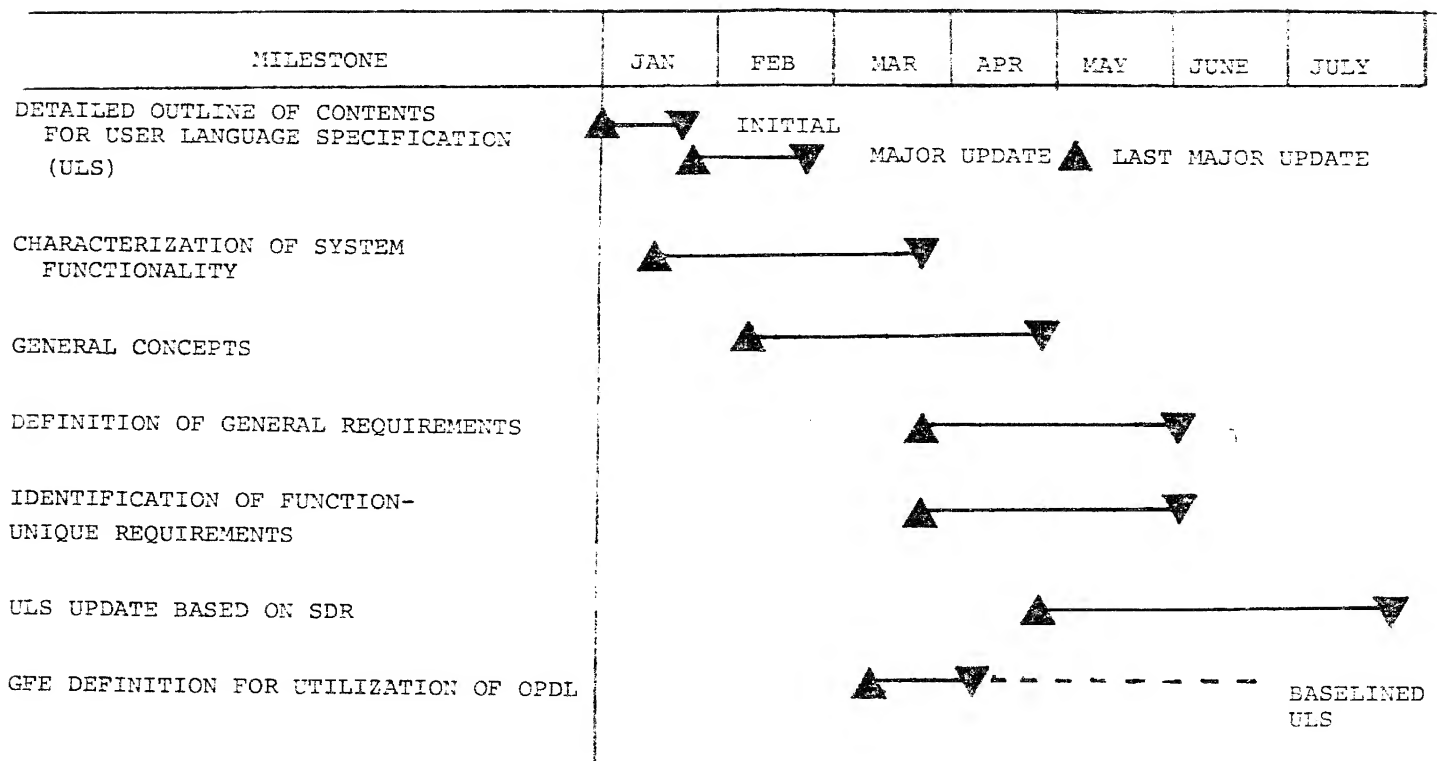 MILESTONE JAN FEB MAR APR MAY JUNE JULY
DETAILED OUTLINE OF CONTENTS
FOR USER LANGUAGE SPECIFICATION
(ULS)
INITIAL
MAJOR UPDATE LAST MAJOR UPDATE
CHARACTERIZATION OF SYSTEM
FUNCTIONALITY
GENERAL CONCEPTS
DEFINITION OF GENERAL REQUIREMENTS
IDENTIFICATION OF FUNCTION-
UNIQUE REQUIREMENTS
ULS UPDATE BASED ON SDR
GFE DEFINITION FOR UTILIZATION OF OPDL
BASELINED
ULS